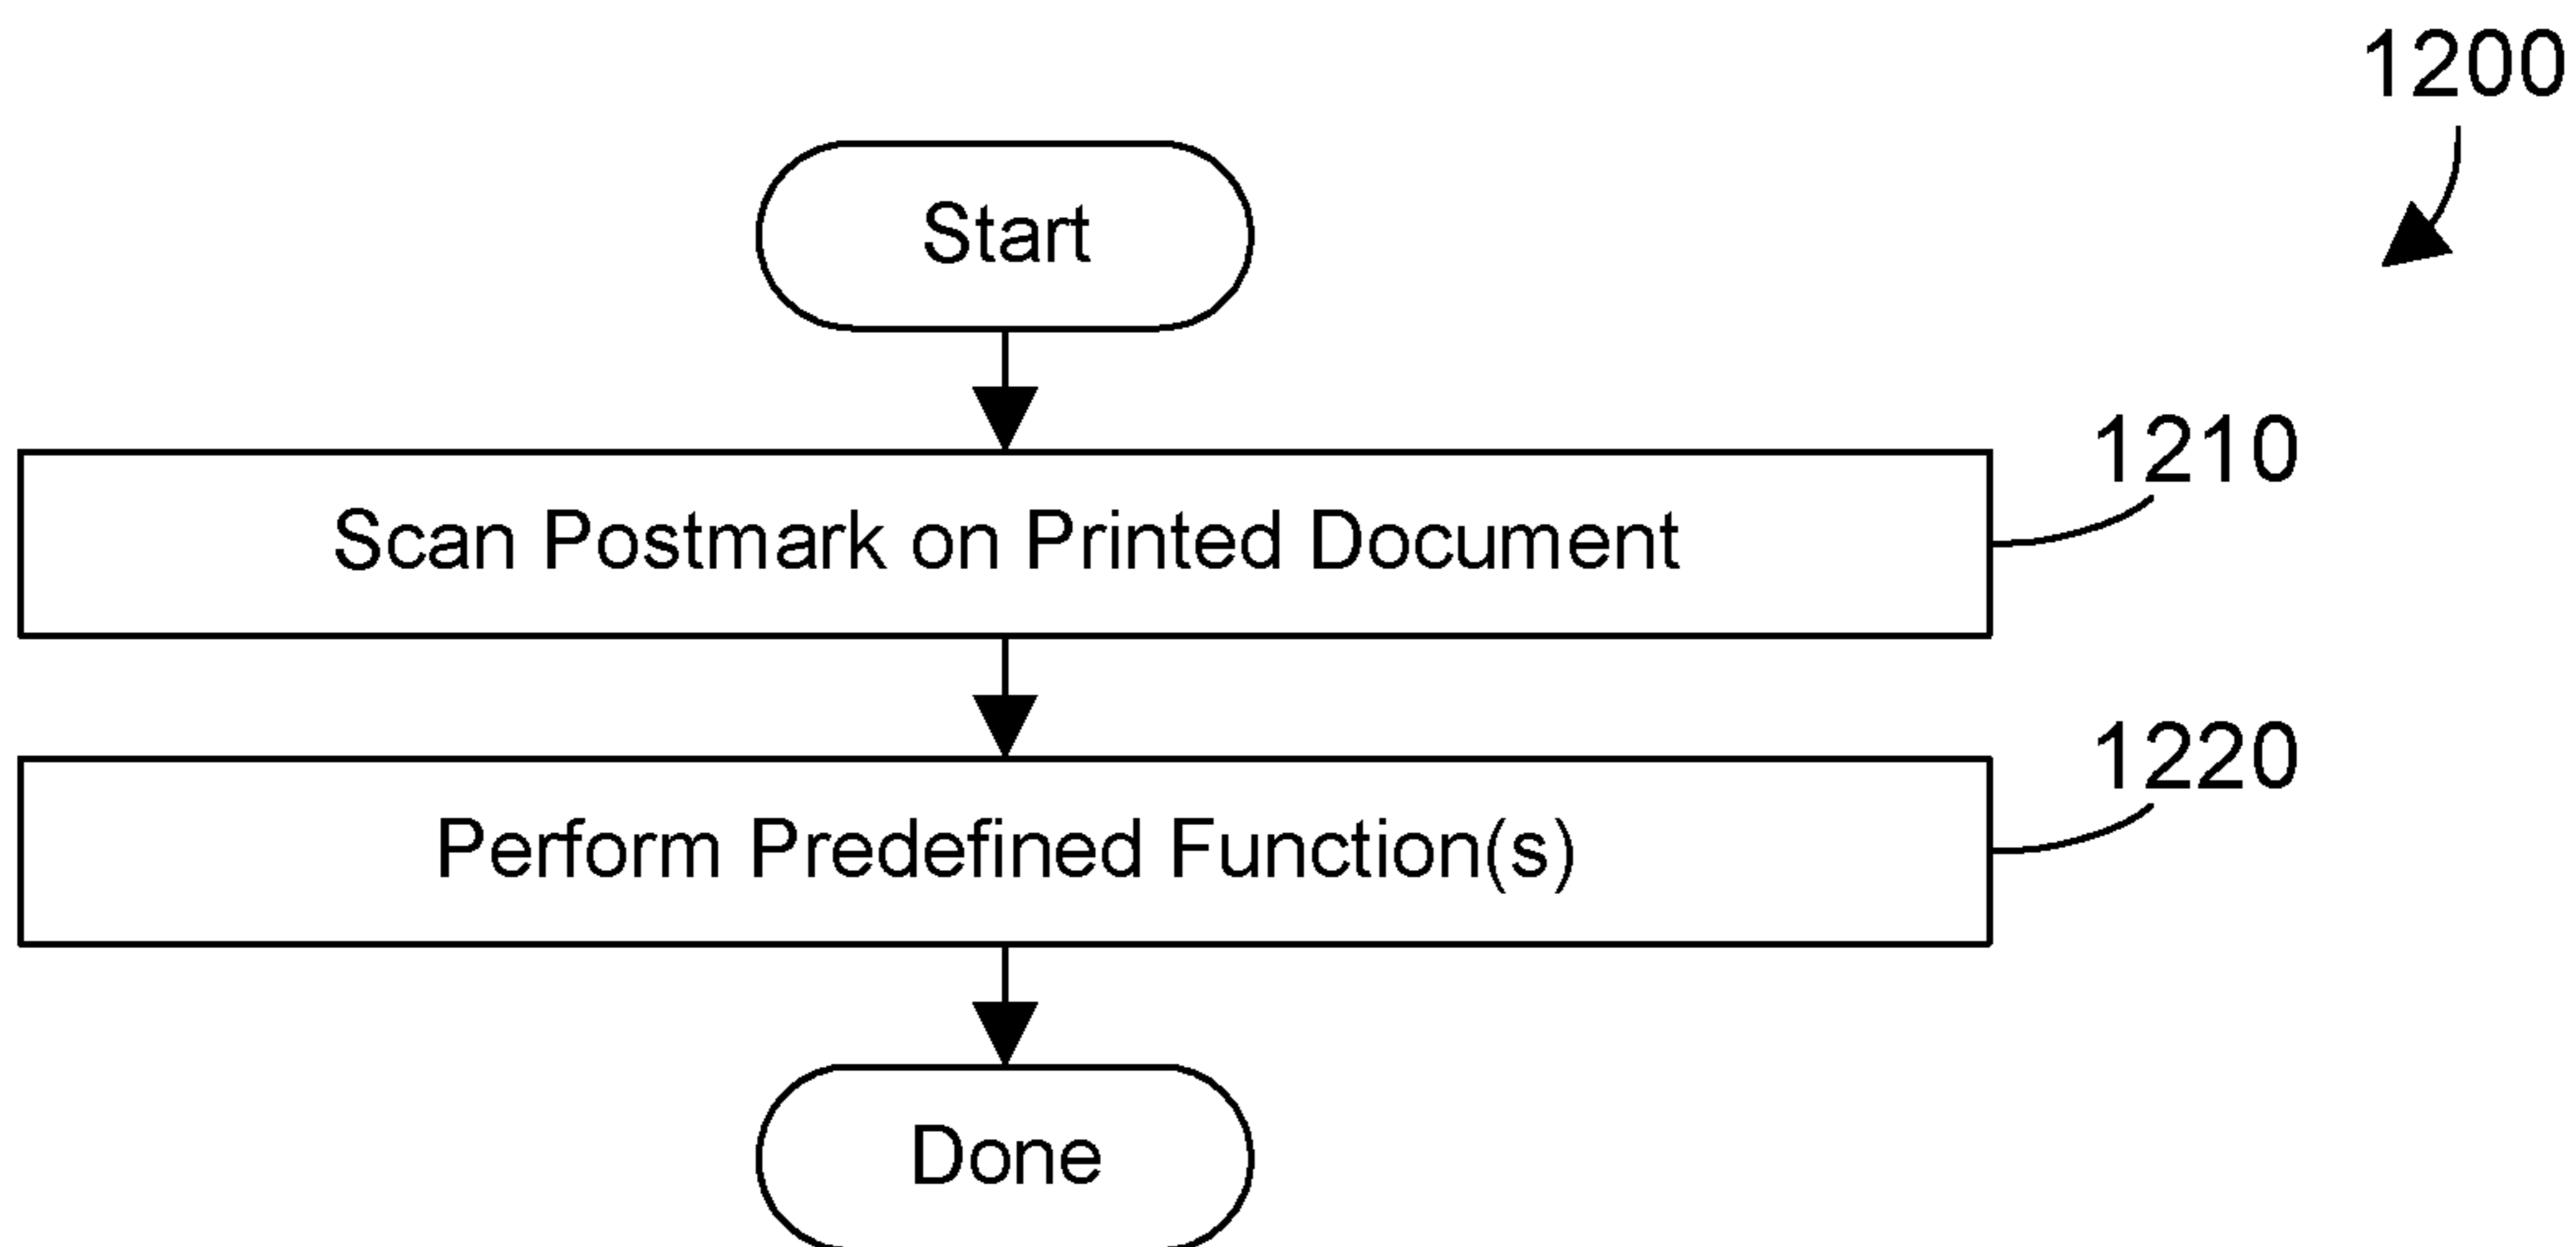 1200
Start
1210
Scan Postmark on Printed Document
1220
Perform Predefined Function(s)
Done